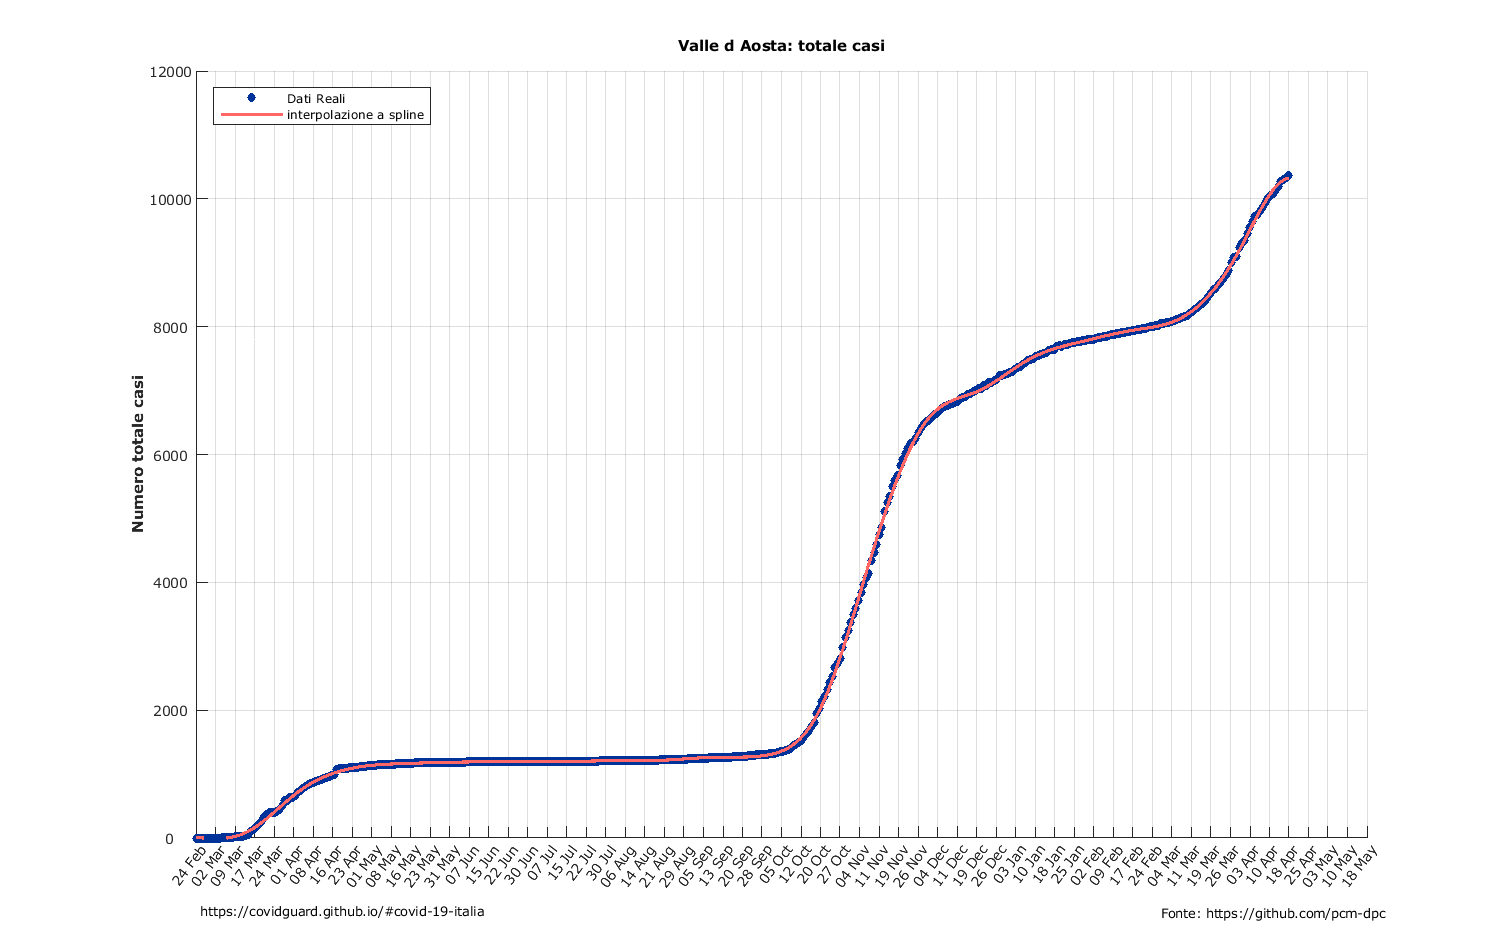 Valle d Aosta: totale casi
Dati Reali
interpolazione a spline
Numero totale casi
12000
10000
8000
6000
4000
2000
0
24 Feb
02 Mar
09 Mar
17 Mar
24 Mar
01 Apr
08 Apr
16 Apr
23 Apr
01 May
08 May
16 May
23 May
31 May
07 Jun
15 Jun
22 Jun
30 Jun
07 Jul
15 Jul
22 Jul
30 Jul
06 Aug
14 Aug
21 Aug
29 Aug
05 Sep
13 Sep
20 Sep
28 Sep
05 Oct
12 Oct
20 Oct
27 Oct
04 Nov
11 Nov
19 Nov
26 Nov
04 Dec
11 Dec
19 Dec
26 Dec
03 Jan
10 Jan
18 Jan
25 Jan
02 Feb
09 Feb
17 Feb
24 Feb
04 Mar
11 Mar
19 Mar
26 Mar
03 Apr
10 Apr
18 Apr
25 Apr
03 May
10 May
18 May
https://covidguard.github.io/#covid-19-italia
Fonte: https://github.com/pcm-dpc